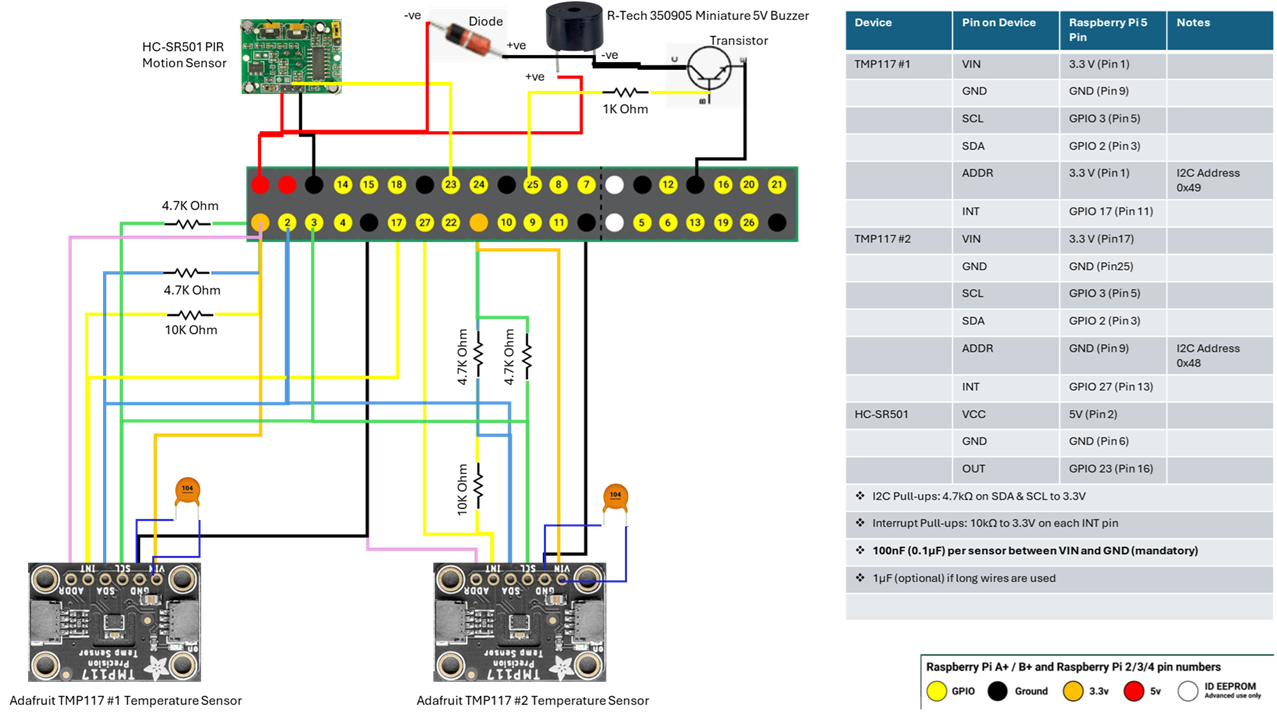 HC-SR501 PIR
Motion Sensor
-ve
Diode
+ve
R-Tech 350905 Miniature 5V Buzzer
-ve
+ve
Transistor
C
E
B
1K Ohm
14 15 18 23 24 25 8 7 12 16 20 21
2 3 4 17 27 22 10 9 11 5 6 13 19 26
4.7K Ohm
4.7K Ohm
10K Ohm
4.7K Ohm
4.7K Ohm
10K Ohm
104
104
ADDR INT SDA SCL GND VIN
Temp Sensor
Precision
TMP117
on
ADDR INT SDA SCL GND VIN
Temp Sensor
Precision
TMP117
on
Adafruit TMP117 #1 Temperature Sensor
Adafruit TMP117 #2 Temperature Sensor
Device Pin on Device Raspberry Pi 5 Notes
Pin
TMP117 #1 VIN 3.3 V (Pin 1)
GND GND (Pin 9)
SCL GPIO 3 (Pin 5)
SDA GPIO 2 (Pin 3)
ADDR 3.3 V (Pin 1) I2C Address
0x49
INT GPIO 17 (Pin 11)
TMP117 #2 VIN 3.3 V (Pin17)
GND GND (Pin25)
SCL GPIO 3 (Pin 5)
SDA GPIO 2 (Pin 3)
ADDR GND (Pin 9) I2C Address
0x48
INT GPIO 27 (Pin 13)
HC-SR501 VCC 5V (Pin 2)
GND GND (Pin 6)
OUT GPIO 23 (Pin 16)
❖ I2C Pull-ups: 4.7kΩ on SDA & SCL to 3.3V
❖ Interrupt Pull-ups: 10kΩ to 3.3V on each INT pin
❖ 100nF (0.1µF) per sensor between VIN and GND (mandatory)
❖ 1µF (optional) if long wires are used
Raspberry Pi A+ / B+ and Raspberry Pi 2/3/4 pin numbers
GPIO Ground 3.3v 5v ID EEPROM
Advanced use only